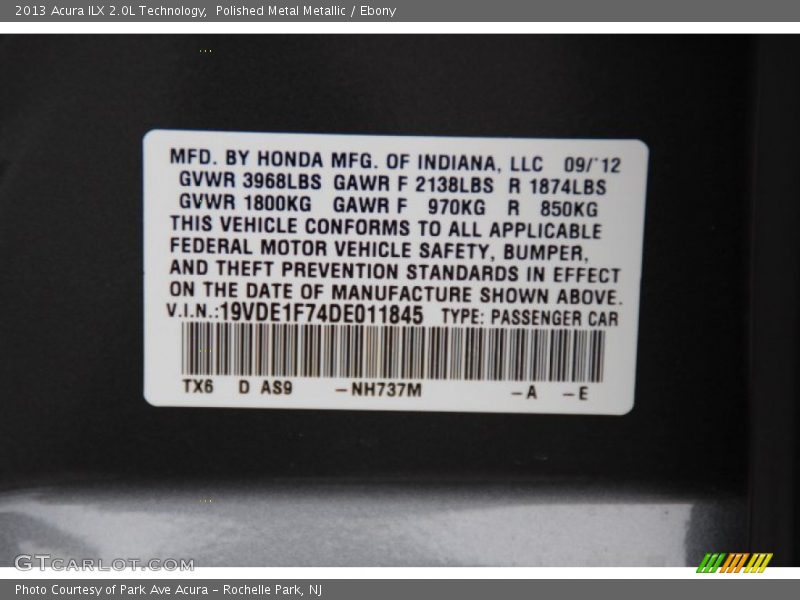 2013 Acura ILX 2.0L Technology, Polished Metal Metallic / Ebony
MFD. BY HONDA MFG. OF INDIANA, LLC 09/'12
GVWR 3968LBS GAWR F 2138LBS R 1874LBS
GVWR 1800KG GAWR F 970KG R 850KG
THIS VEHICLE CONFORMS TO ALL APPLICABLE
FEDERAL MOTOR VEHICLE SAFETY, BUMPER,
AND THEFT PREVENTION STANDARDS IN EFFECT
ON THE DATE OF MANUFACTURE SHOWN ABOVE.
V.I.N.:19VDE1F74DE011845 TYPE: PASSENGER CAR
TX6 D AS9 –NH737M –A –E
GTCARLOT.COM
Photo Courtesy of Park Ave Acura – Rochelle Park, NJ